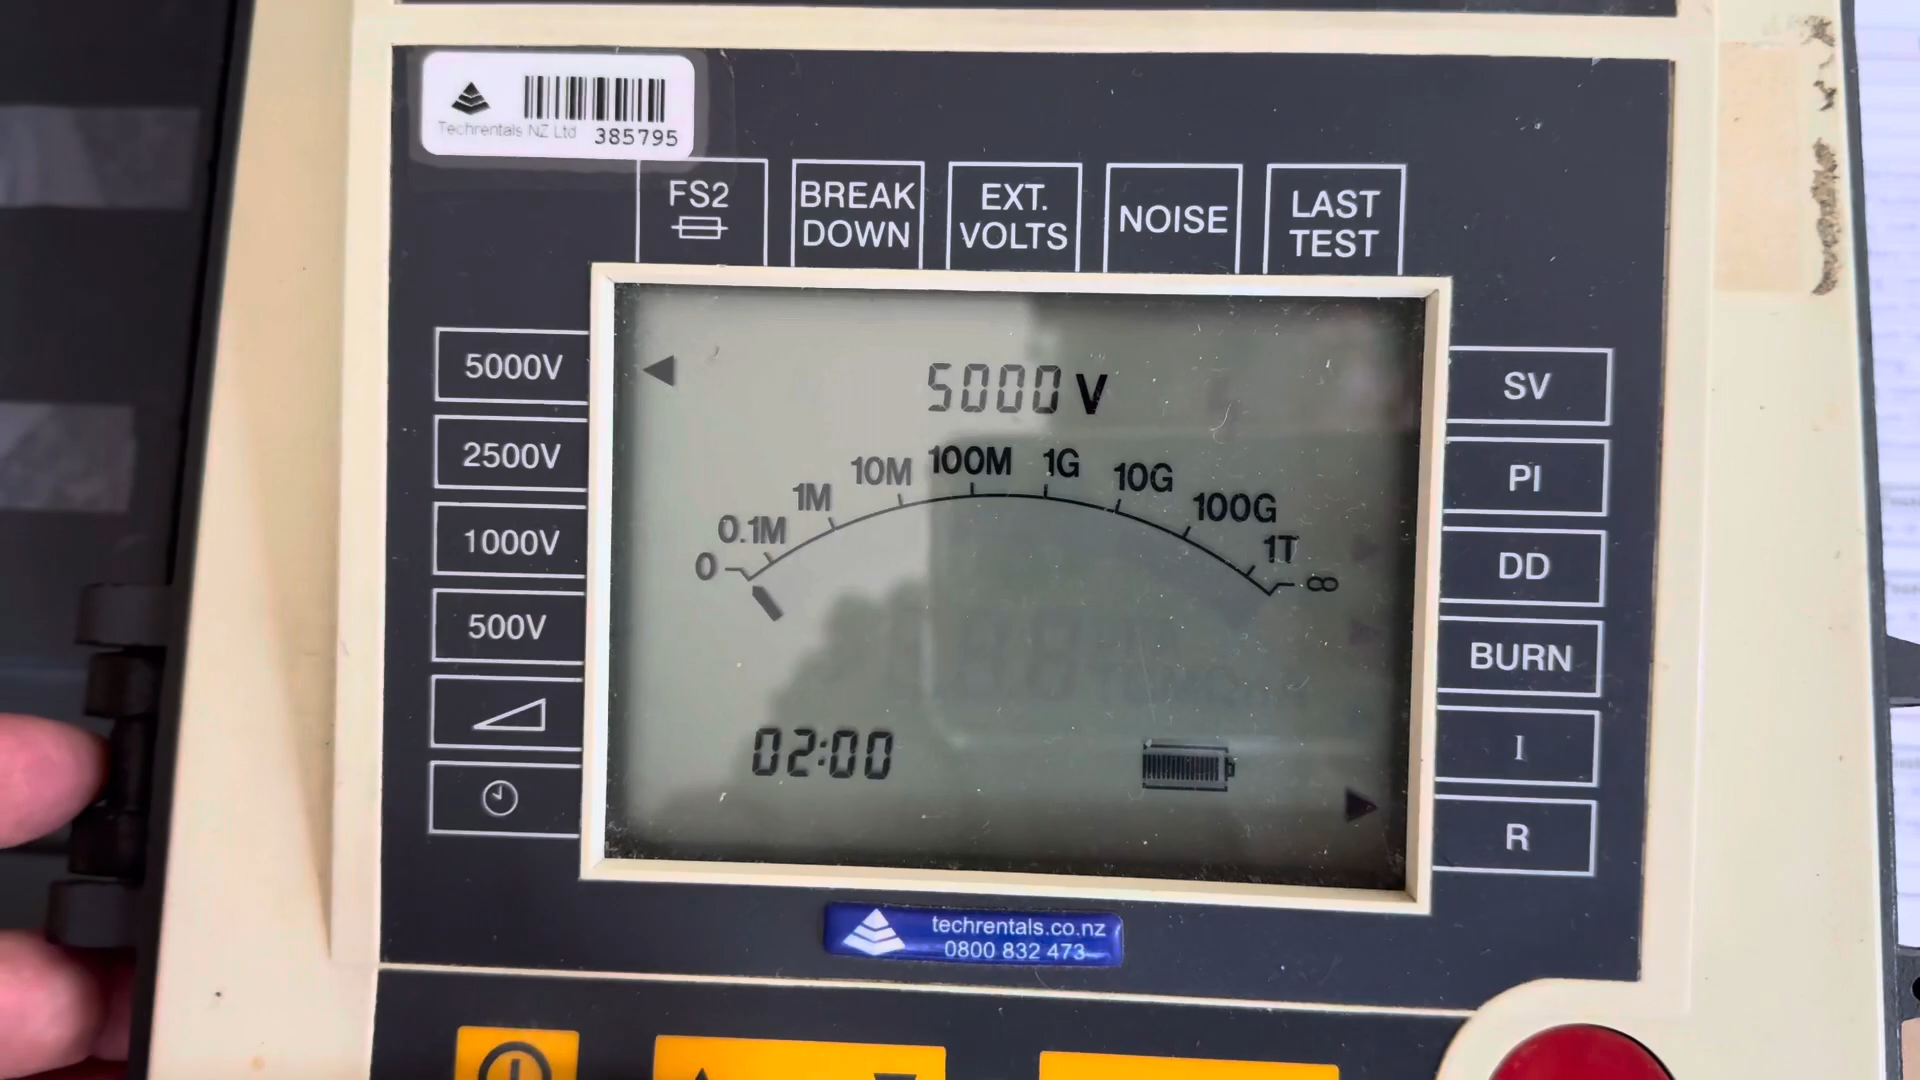 Techrentals NZ Ltd 385795
FS2
BREAK DOWN
EXT. VOLTS
NOISE
LAST TEST
5000V
2500V
1000V
500V
5000 V
0 0.1M 1M 10M 100M 1G 10G 100G 1T ∞
02:00
SV
PI
DD
BURN
I
R
techrentals.co.nz
0800 832 473